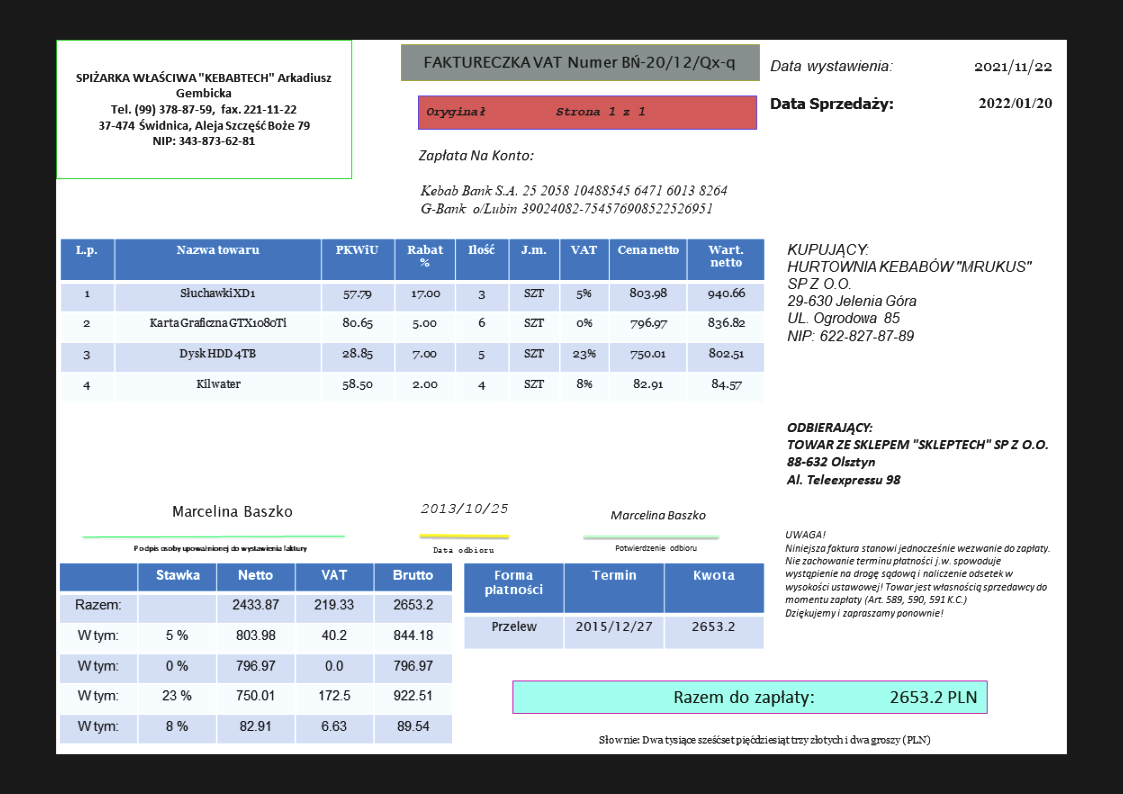 SPIŻARKA WŁAŚCIWA "KEBABTECH" Arkadiusz
Gembicka
Tel. (99) 378-87-59, fax. 221-11-22
37-474 Świdnica, Aleja Szczęść Boże 79
NIP: 343-873-62-81
FAKTURECZKA VAT Numer BŃ-20/12/Qx-q
Oryginał Strona 1 z 1
Data wystawienia: 2021/11/22
Data Sprzedaży: 2022/01/20
Zapłata Na Konto:
Kebab Bank S.A. 25 2058 10488545 6471 6013 8264
G-Bank o/Lubin 39024082-754576908522526951
L.p. Nazwa towaru PKWiU Rabat % Ilość J.m. VAT Cena netto Wart. netto
1 Słuchawki XD1 57.79 17.00 3 SZT 5% 803.98 940.66
2 Karta Graficzna GTX1080Ti 80.65 5.00 6 SZT 0% 796.97 836.82
3 Dysk HDD 4TB 28.85 7.00 5 SZT 23% 750.01 802.51
4 Kilwater 58.50 2.00 4 SZT 8% 82.91 84.57
KUPUJĄCY:
HURTOWNIA KEBABÓW "MRUKUS"
SP Z O.O.
29-630 Jelenia Góra
UL. Ogrodowa 85
NIP: 622-827-87-89
ODBIERAJĄCY:
TOWAR ZE SKLEPEM "SKLEPTECH" SP Z O.O.
88-632 Olsztyn
Al. Teleexpressu 98
Marcelina Baszko
Podpis osoby upoważnionej do wystawienia faktury
2013/10/25
Data odbioru
Marcelina Baszko
Potwierdzenie odbioru
UWAGA!
Niniejsza faktura stanowi jednocześnie wezwanie do zapłaty.
Nie zachowanie terminu płatności j.w. spowoduje
wystąpienie na drogę sądową i naliczenie odsetek w
wysokości ustawowej! Towar jest własnością sprzedawcy do
momentu zapłaty (Art. 589, 590, 591 K.C.)
Dziękujemy i zapraszamy ponownie!
Stawka Netto VAT Brutto
Razem: 2433.87 219.33 2653.2
W tym: 5 % 803.98 40.2 844.18
W tym: 0 % 796.97 0.0 796.97
W tym: 23 % 750.01 172.5 922.51
W tym: 8 % 82.91 6.63 89.54
Forma płatności Termin Kwota
Przelew 2015/12/27 2653.2
Razem do zapłaty: 2653.2 PLN
Słownie: Dwa tysiące sześćset pięćdziesiąt trzy złotych i dwa groszy (PLN)